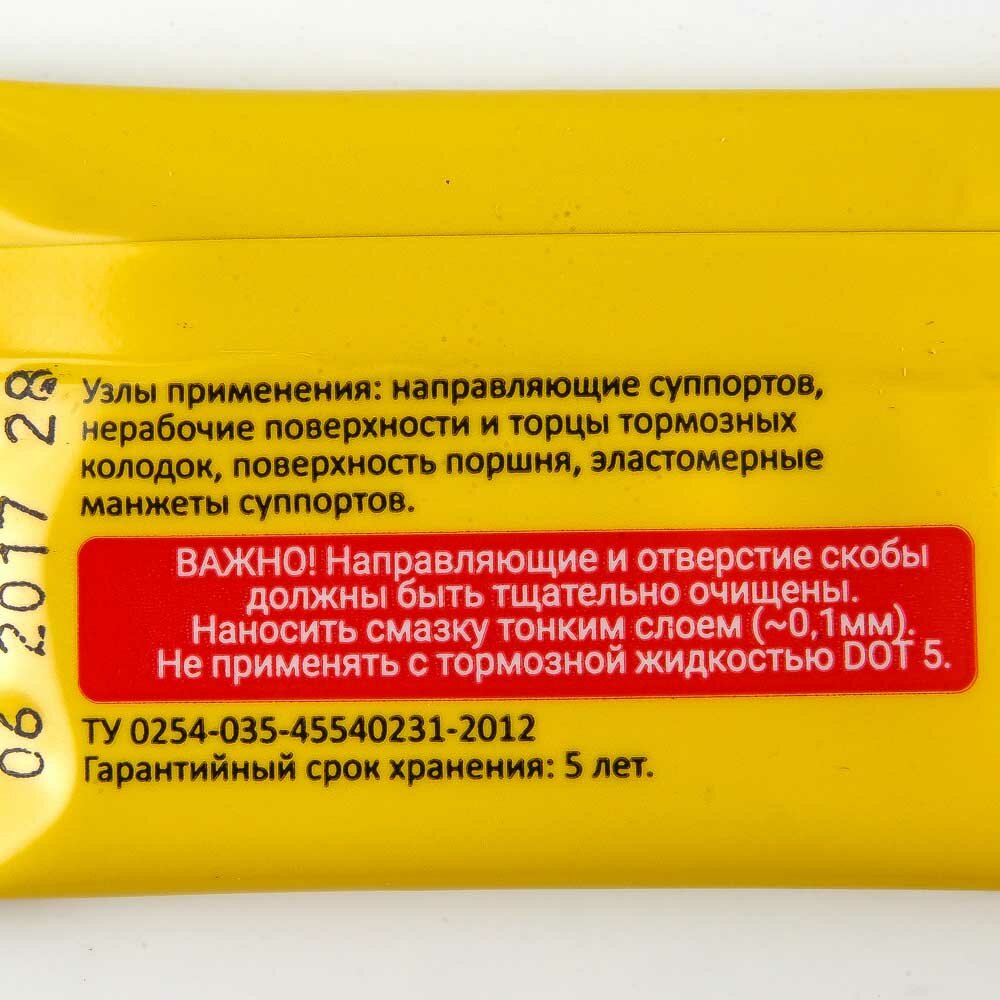 Узлы применения: направляющие суппортов,
нерабочие поверхности и торцы тормозных
колодок, поверхность поршня, эластомерные
манжеты суппортов.
ВАЖНО! Направляющие и отверстие скобы
должны быть тщательно очищены.
Наносить смазку тонким слоем (~0,1мм).
Не применять с тормозной жидкостью DOT 5.
ТУ 0254-035-45540231-2012
Гарантийный срок хранения: 5 лет.
06 2017 28